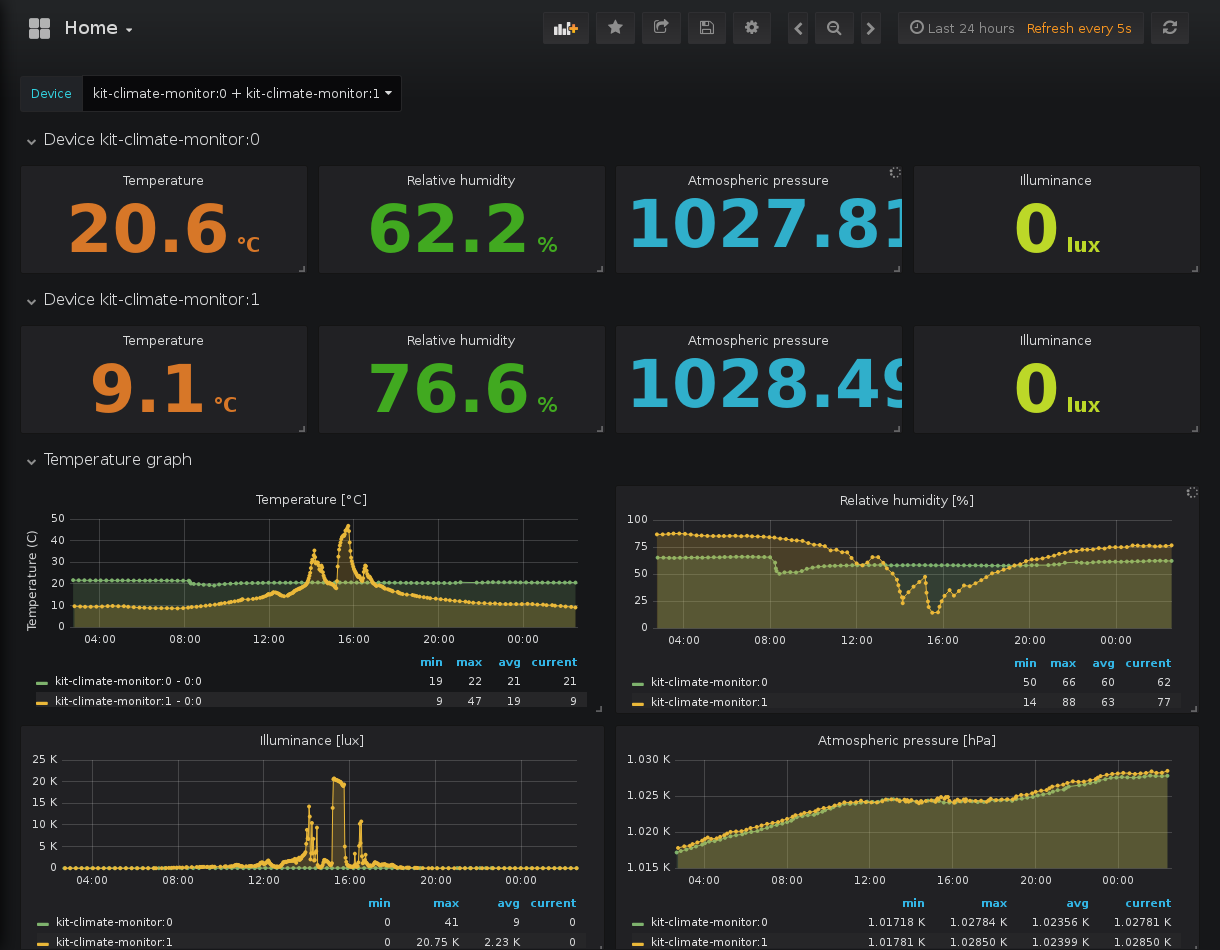 Home
Last 24 hours Refresh every 5s
Device kit-climate-monitor:0 + kit-climate-monitor:1
Device kit-climate-monitor:0
Temperature Relative humidity Atmospheric pressure Illuminance
20.6 °C 62.2 % 1027.81 0 lux
Device kit-climate-monitor:1
Temperature Relative humidity Atmospheric pressure Illuminance
9.1 °C 76.6 % 1028.49 0 lux
Temperature graph
Temperature [°C]
Temperature (C)
50
40
30
20
10
0
04:00 08:00 12:00 16:00 20:00 00:00
min max avg current
kit-climate-monitor:0 - 0:0 19 22 21 21
kit-climate-monitor:1 - 0:0 9 47 19 9
Relative humidity [%]
100
75
50
25
0
04:00 08:00 12:00 16:00 20:00 00:00
min max avg current
kit-climate-monitor:0 50 66 60 62
kit-climate-monitor:1 14 88 63 77
Illuminance [lux]
25 K
20 K
15 K
10 K
5 K
0
04:00 08:00 12:00 16:00 20:00 00:00
min max avg current
kit-climate-monitor:0 0 41 9 0
kit-climate-monitor:1 0 20.75 K 2.23 K 0
Atmospheric pressure [hPa]
1.030 K
1.025 K
1.020 K
1.015 K
04:00 08:00 12:00 16:00 20:00 00:00
min max avg current
kit-climate-monitor:0 1.01718 K 1.02784 K 1.02356 K 1.02781 K
kit-climate-monitor:1 1.01781 K 1.02850 K 1.02399 K 1.02850 K